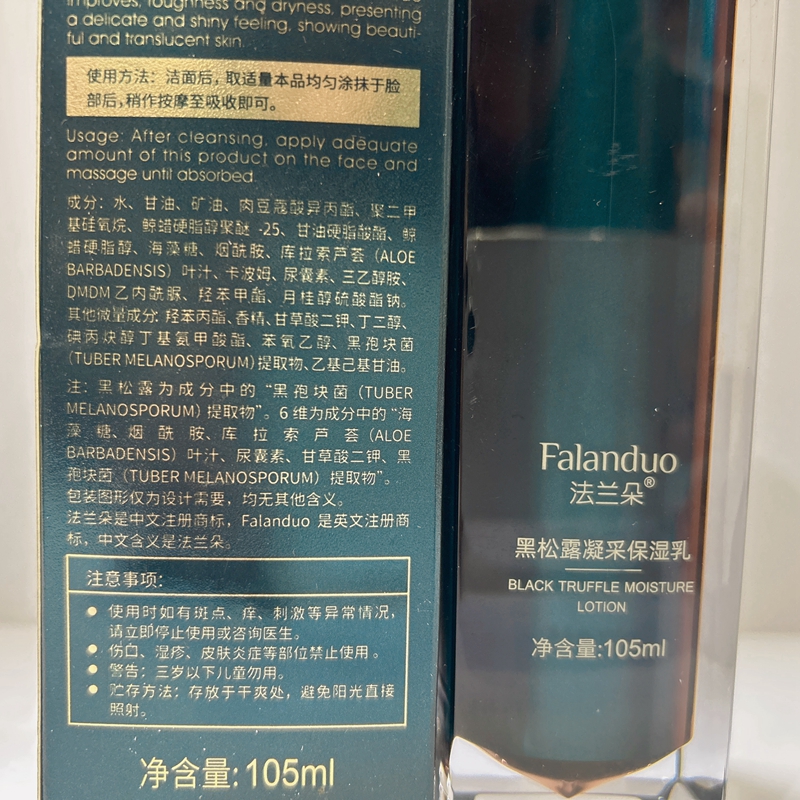 improves, roughness and dryness, presenting
a delicate and shiny feeling, showing beauti-
ful and translucent skin.
使用方法：洁面后，取适量本品均匀涂抹于脸
部后，稍作按摩至吸收即可。
Usage: After cleansing, apply adequate
amount of this product on the face and
massage until absorbed.
成分：水、甘油、矿油、肉豆蔻酸异丙酯、聚二甲
基硅氧烷、鲸蜡硬脂醇聚醚 -25、甘油硬脂酸酯、鲸
蜡硬脂醇、海藻糖、烟酰胺、库拉索芦荟（ALOE
BARBADENSIS）叶汁、卡波姆、尿囊素、三乙醇胺、
DMDM 乙内酰脲、羟苯甲酯、月桂醇硫酸酯钠。
其他微量成分：羟苯丙酯、香精、甘草酸二钾、丁二醇、
碘丙炔醇丁基氨甲酸酯、苯氧乙醇、黑孢块菌
（TUBER MELANOSPORUM）提取物、乙基己基甘油。
注：黑松露为成分中的“黑孢块菌（TUBER
MELANOSPORUM）提取物”。6 维为成分中的“海
藻糖、烟酰胺、库拉索芦荟（ALOE
BARBADENSIS）叶汁、尿囊素、甘草酸二钾、黑
孢块菌（TUBER MELANOSPORUM）提取物”。
包装图形仅为设计需要，均无其他含义。
法兰朵是中文注册商标，Falanduo 是英文注册商
标，中文含义是法兰朵。
注意事项：
● 使用时如有斑点、痒、刺激等异常情况，
请立即停止使用或咨询医生。
● 伤口、湿疹、皮肤炎症等部位禁止使用。
● 警告：三岁以下儿童勿用。
● 贮存方法：存放于干爽处，避免阳光直接
照射。
净含量：105ml
Falanduo
法兰朵®
黑松露凝采保湿乳
BLACK TRUFFLE MOISTURE
LOTION
净含量:105ml